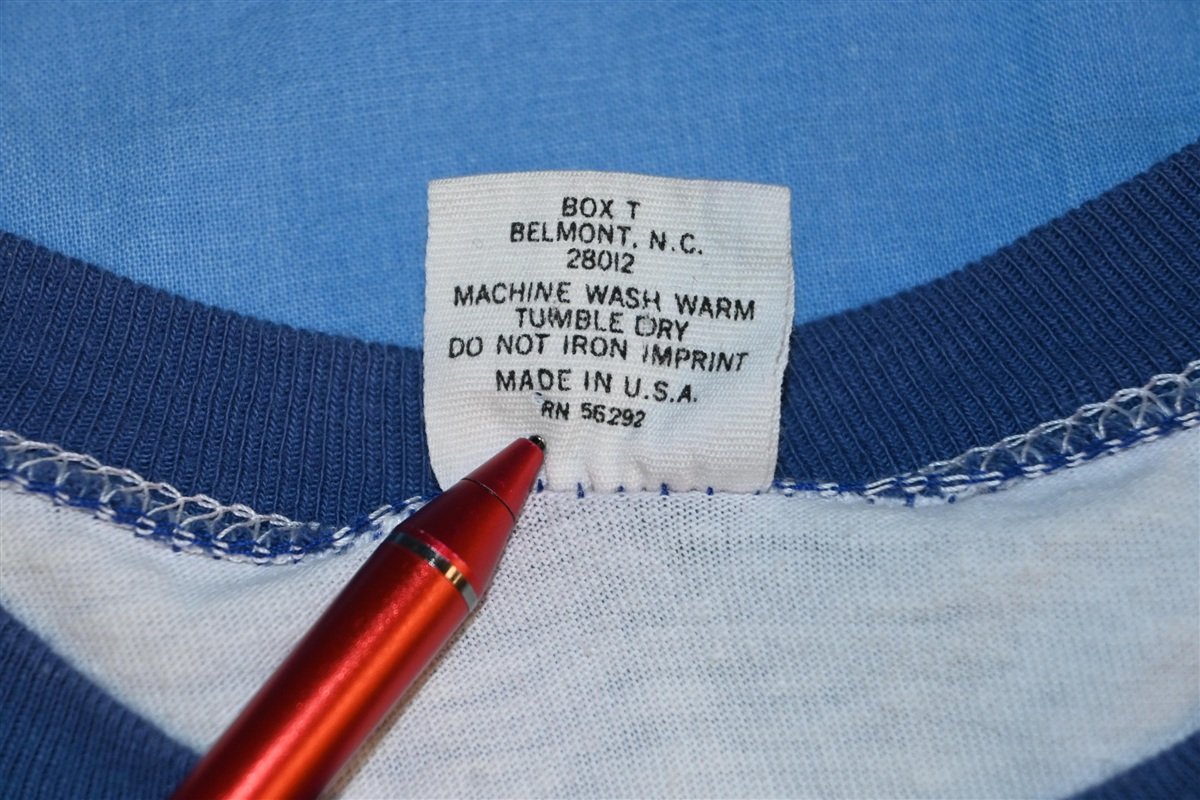 BOX T
BELMONT, N.C.
28012
MACHINE WASH WARM
TUMBLE DRY
DO NOT IRON IMPRINT
MADE IN U.S.A.
RN 56292